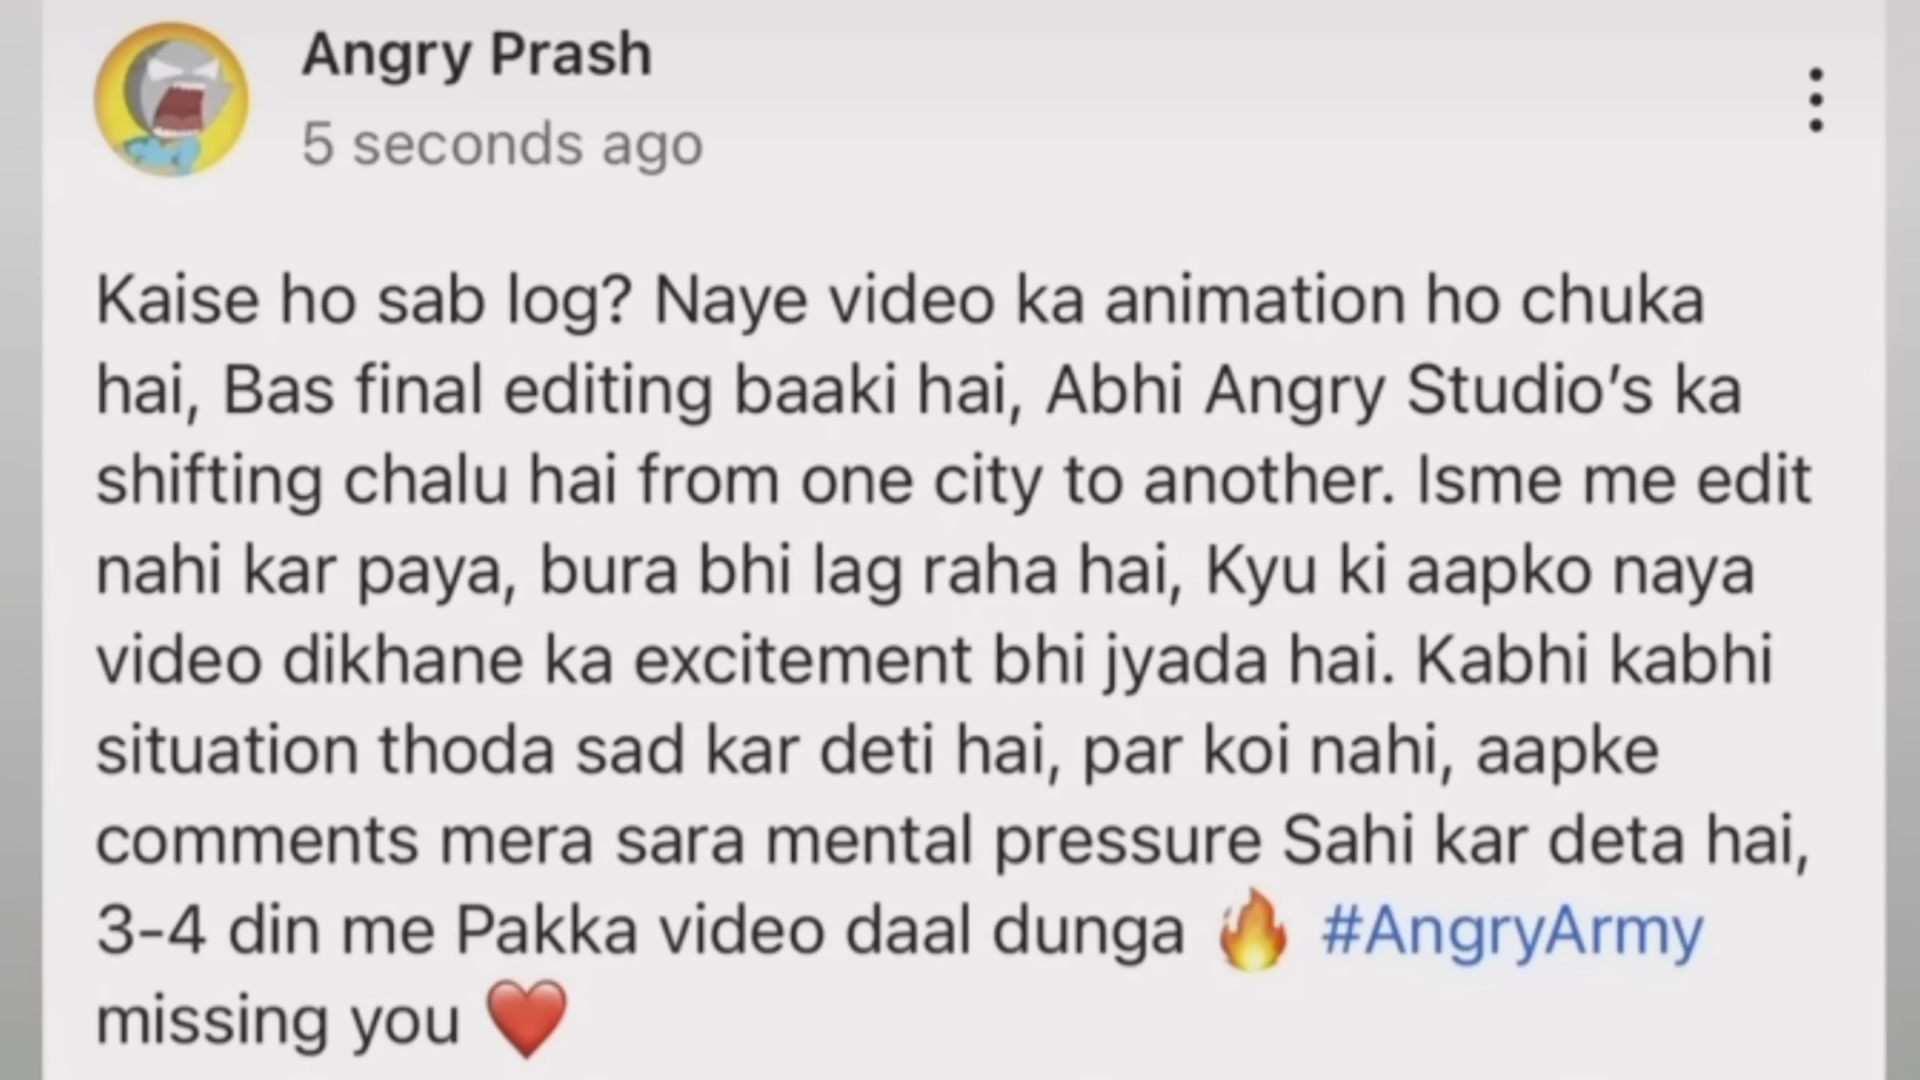 Angry Prash
5 seconds ago
Kaise ho sab log? Naye video ka animation ho chuka
hai, Bas final editing baaki hai, Abhi Angry Studio’s ka
shifting chalu hai from one city to another. Isme me edit
nahi kar paya, bura bhi lag raha hai, Kyu ki aapko naya
video dikhane ka excitement bhi jyada hai. Kabhi kabhi
situation thoda sad kar deti hai, par koi nahi, aapke
comments mera sara mental pressure Sahi kar deta hai,
3-4 din me Pakka video daal dunga 🔥 #AngryArmy
missing you ❤️